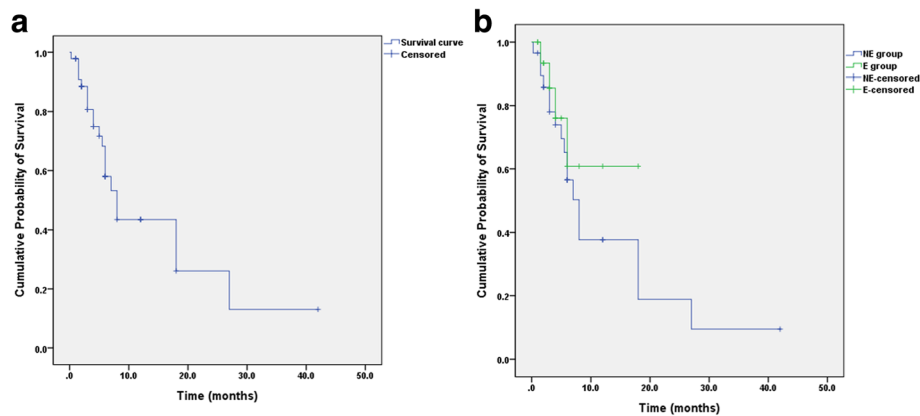 a
Survival curve
Censored
Cumulative Probability of Survival
1.0
0.8
0.6
0.4
0.2
0.0
.0 10.0 20.0 30.0 40.0 50.0
Time (months)
b
NE group
E group
NE-censored
E-censored
Cumulative Probability of Survival
1.0
0.8
0.6
0.4
0.2
0.0
.0 10.0 20.0 30.0 40.0 50.0
Time (months)